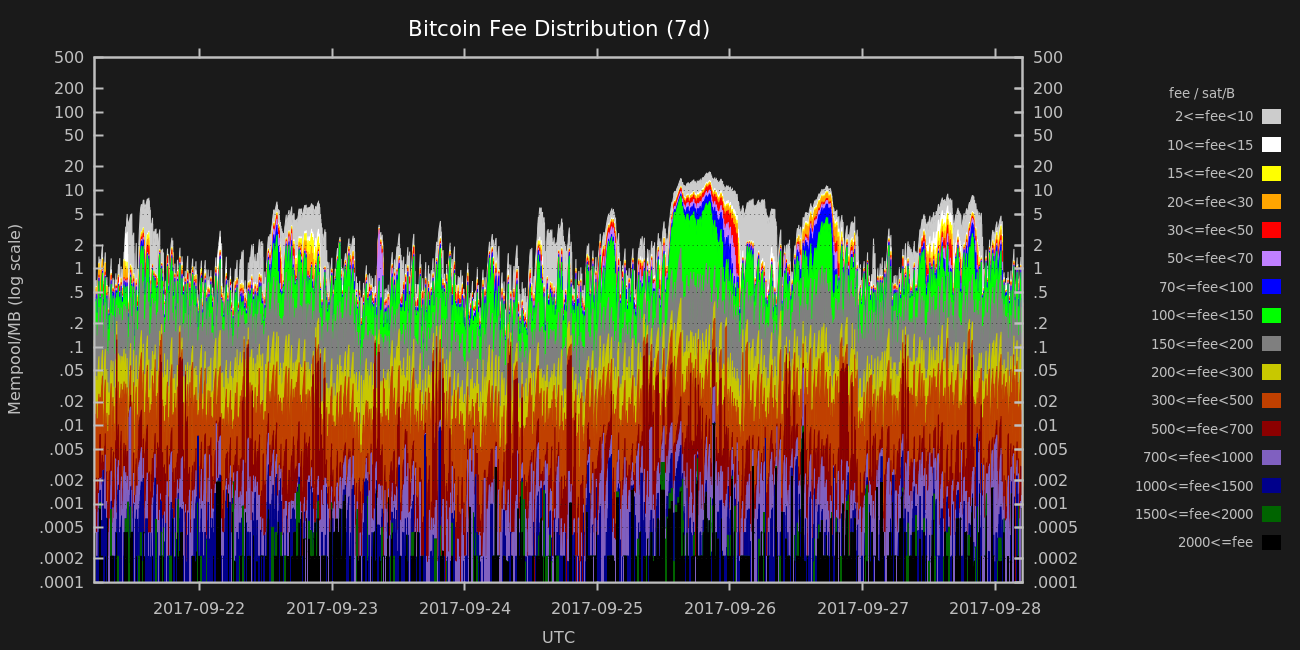 Bitcoin Fee Distribution (7d)
Mempool/MB (log scale)
500
200
100
50
20
10
5
2
1
.5
.2
.1
.05
.02
.01
.005
.002
.001
.0005
.0002
.0001
500
200
100
50
20
10
5
2
1
.5
.2
.1
.05
.02
.01
.005
.002
.001
.0005
.0002
.0001
2017-09-22 2017-09-23 2017-09-24 2017-09-25 2017-09-26 2017-09-27 2017-09-28
UTC
fee / sat/B
2<=fee<10
10<=fee<15
15<=fee<20
20<=fee<30
30<=fee<50
50<=fee<70
70<=fee<100
100<=fee<150
150<=fee<200
200<=fee<300
300<=fee<500
500<=fee<700
700<=fee<1000
1000<=fee<1500
1500<=fee<2000
2000<=fee